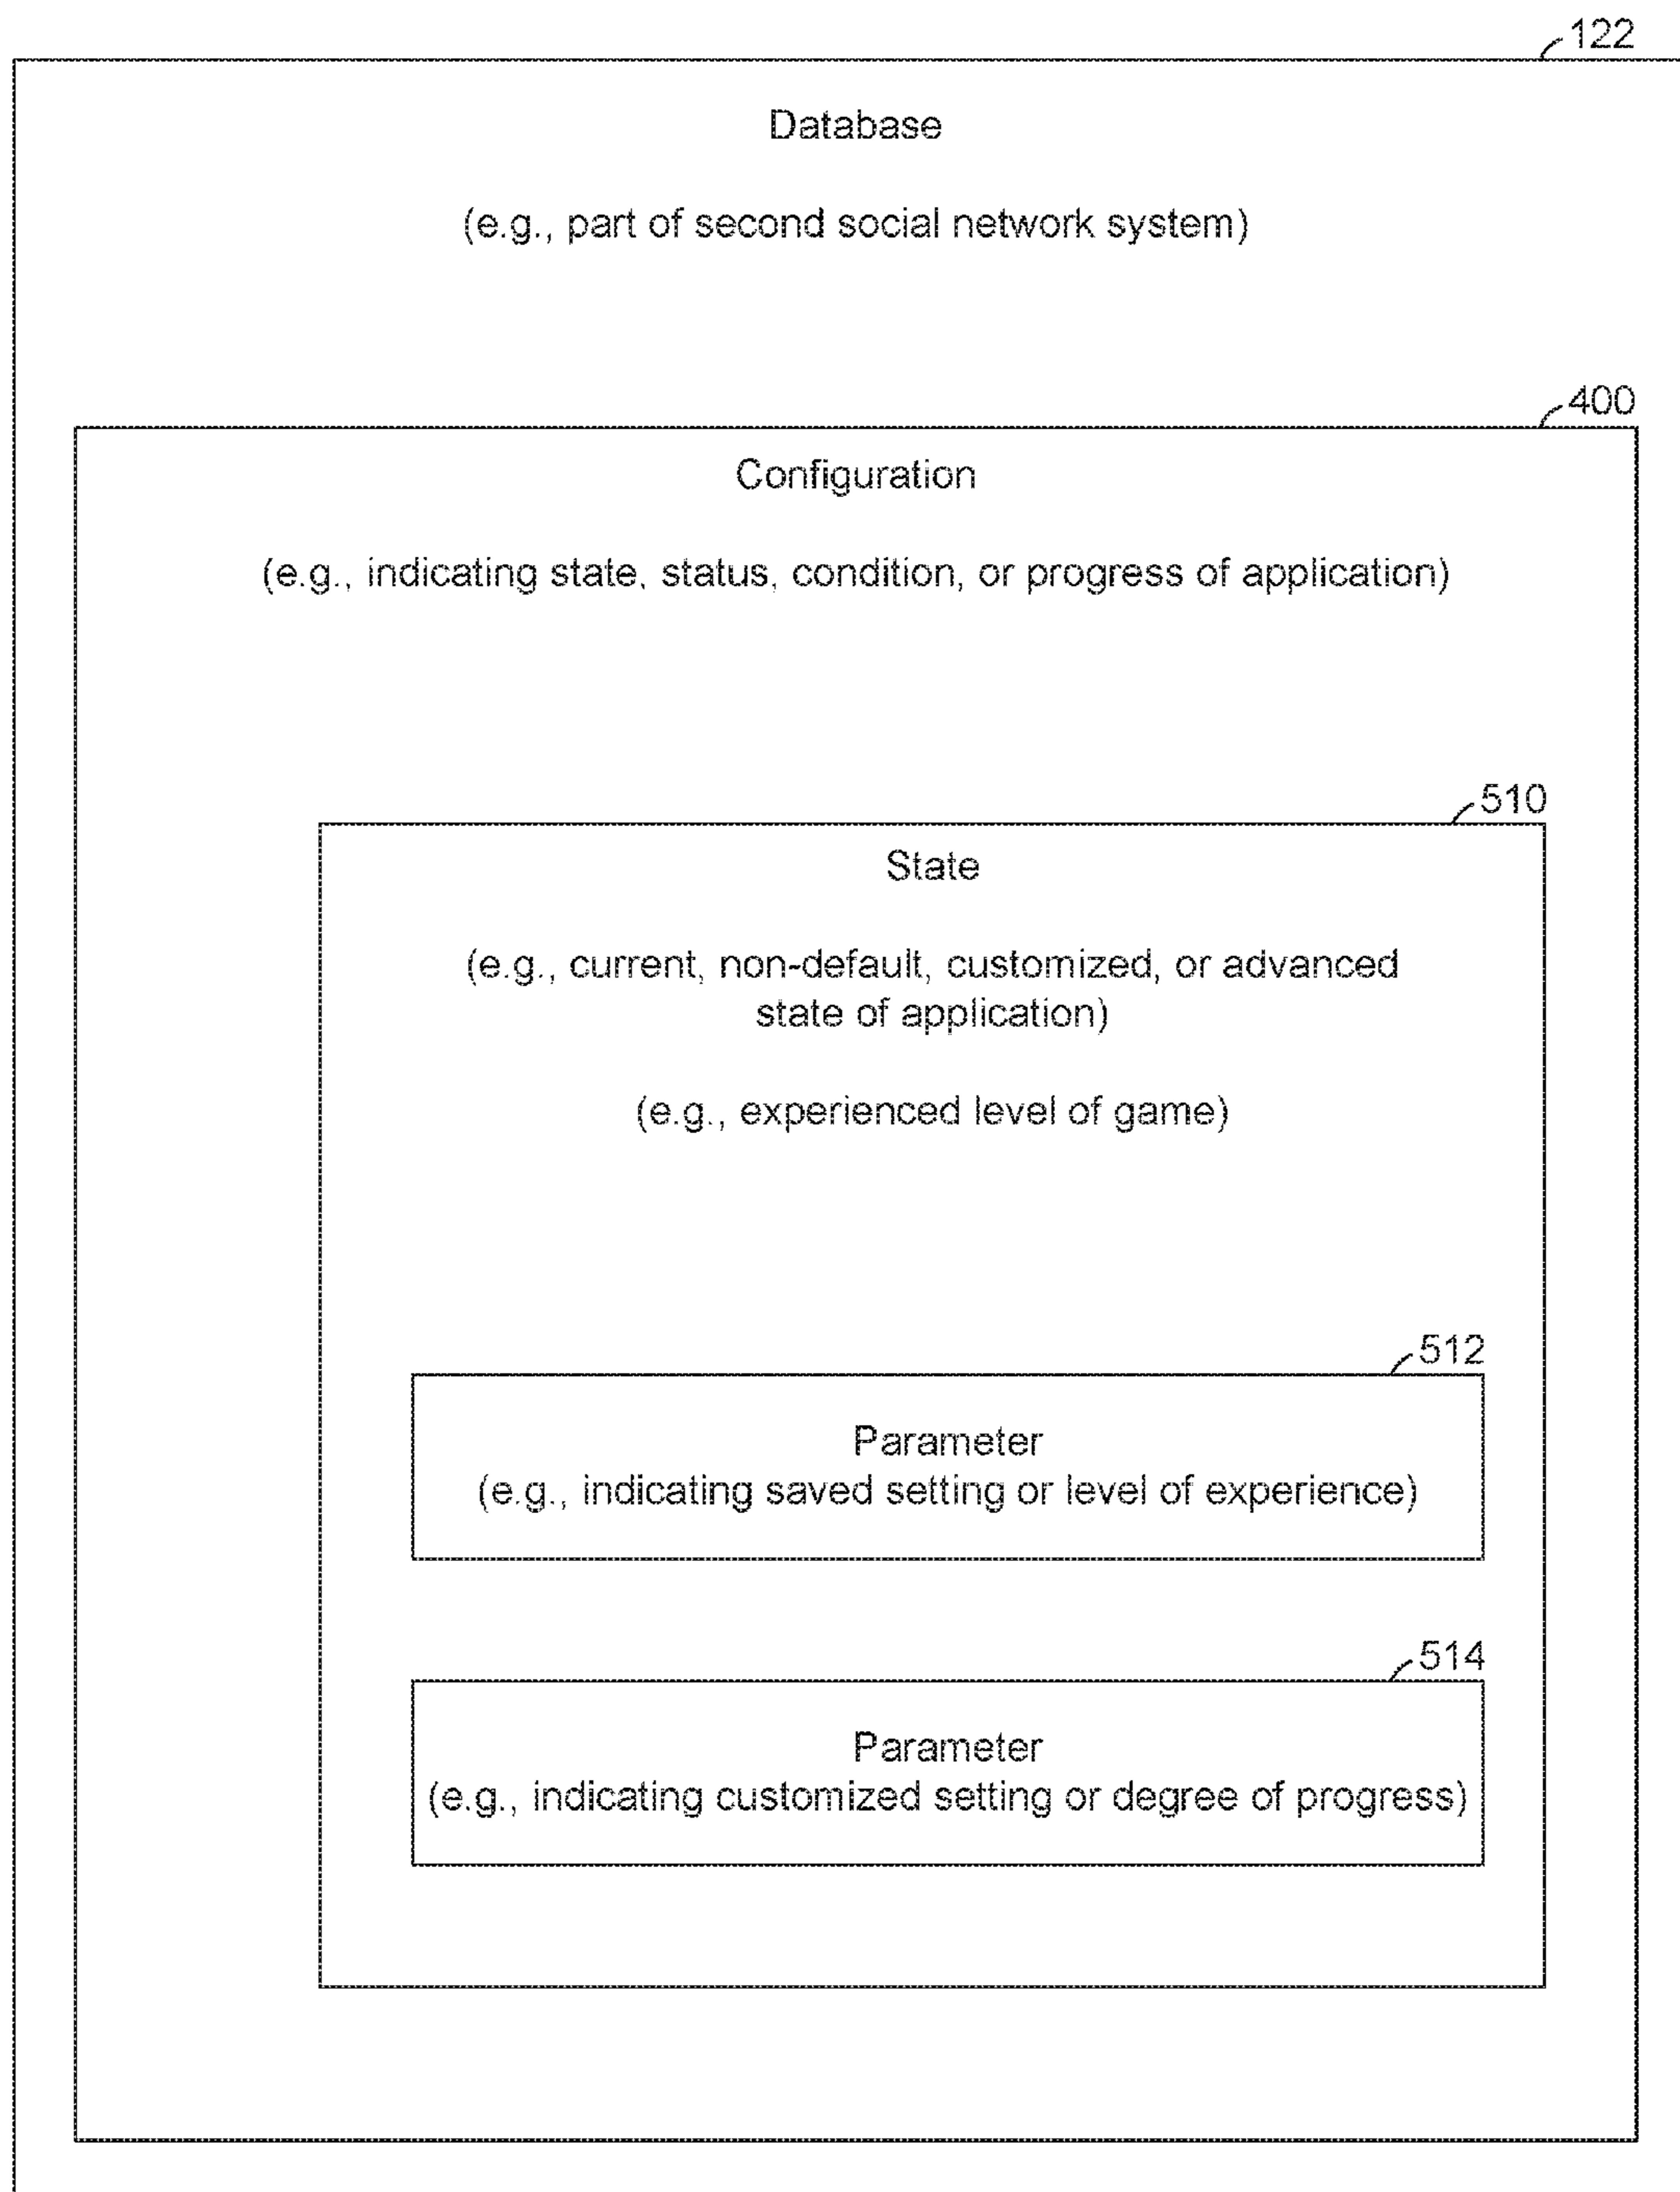 122
Database
(e.g., part of second social network system)
400
Configuration
(e.g., indicating state, status, condition, or progress of application)
510
State
(e.g., current, non-default, customized, or advanced
state of application)
(e.g., experienced level of game)
512
Parameter
(e.g., indicating saved setting or level of experience)
514
Parameter
(e.g., indicating customized setting or degree of progress)